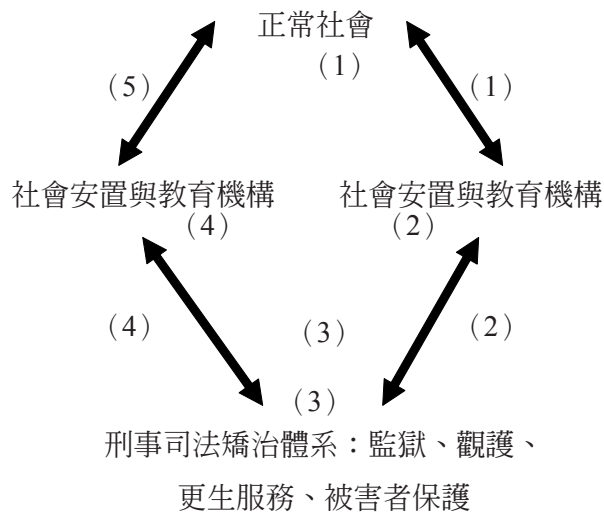 正常社會
（1）
（5）
（1）
社會安置與教育機構
（4）
社會安置與教育機構
（2）
（4）
（3）
（2）
（3）
刑事司法矯治體系：監獄、觀護、
更生服務、被害者保護